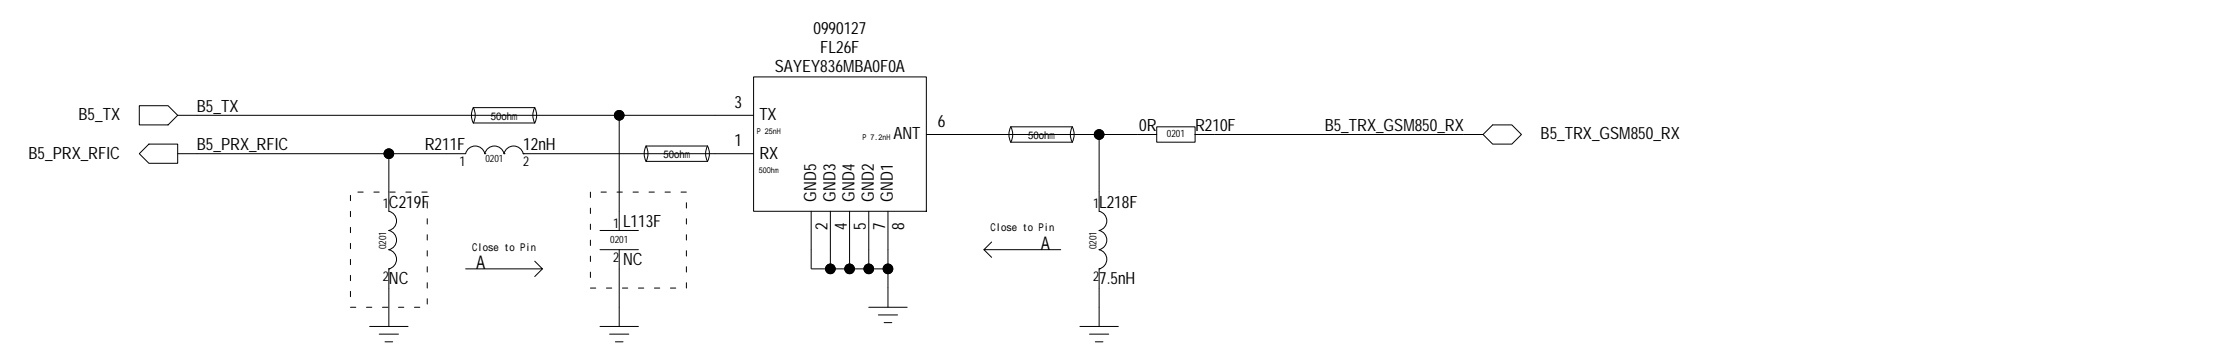 0990127
FL26F
SAYEY836MBA0F0A
B5_TX
B5_TX
50ohm
3
TX
P 25nH
B5_PRX_RFIC
B5_PRX_RFIC
R211F
12nH
1
0201
2
50ohm
1
RX
500hm
P 7.2nH
ANT
6
50ohm
0R
0201
R210F
B5_TRX_GSM850_RX
B5_TRX_GSM850_RX
GND5
GND3
GND4
GND2
GND1
2
4
5
7
8
1
C219F
0201
2
NC
Close to Pin
A
1
L113F
0201
2
NC
Close to Pin
A
1
L218F
0201
2
7.5nH